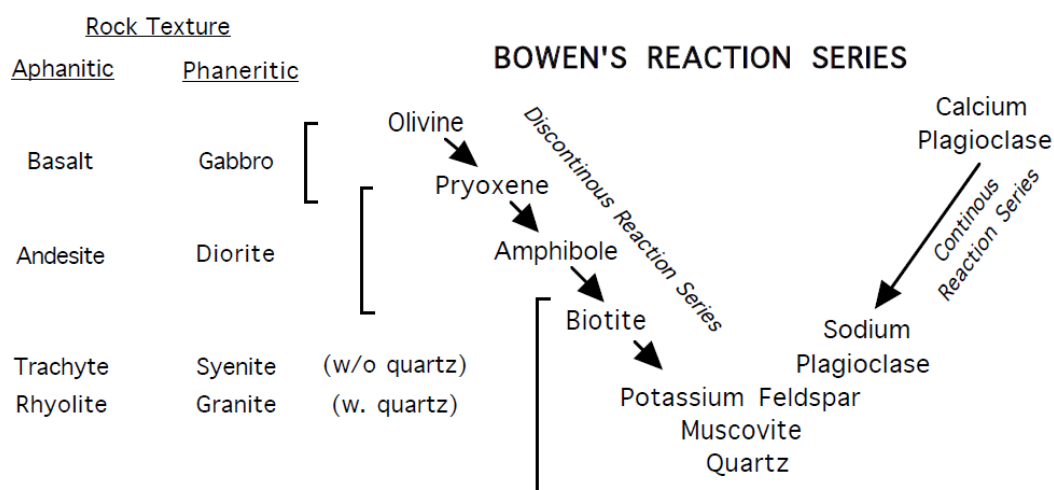 Rock Texture
Aphanitic Phaneritic
BOWEN'S REACTION SERIES
Basalt Gabbro
Andesite Diorite
Trachyte Syenite (w/o quartz)
Rhyolite Granite (w. quartz)
Olivine
Pryoxene
Amphibole
Biotite
Discontinous Reaction Series
Calcium
Plagioclase
Continous
Reaction Series
Sodium
Plagioclase
Potassium Feldspar
Muscovite
Quartz